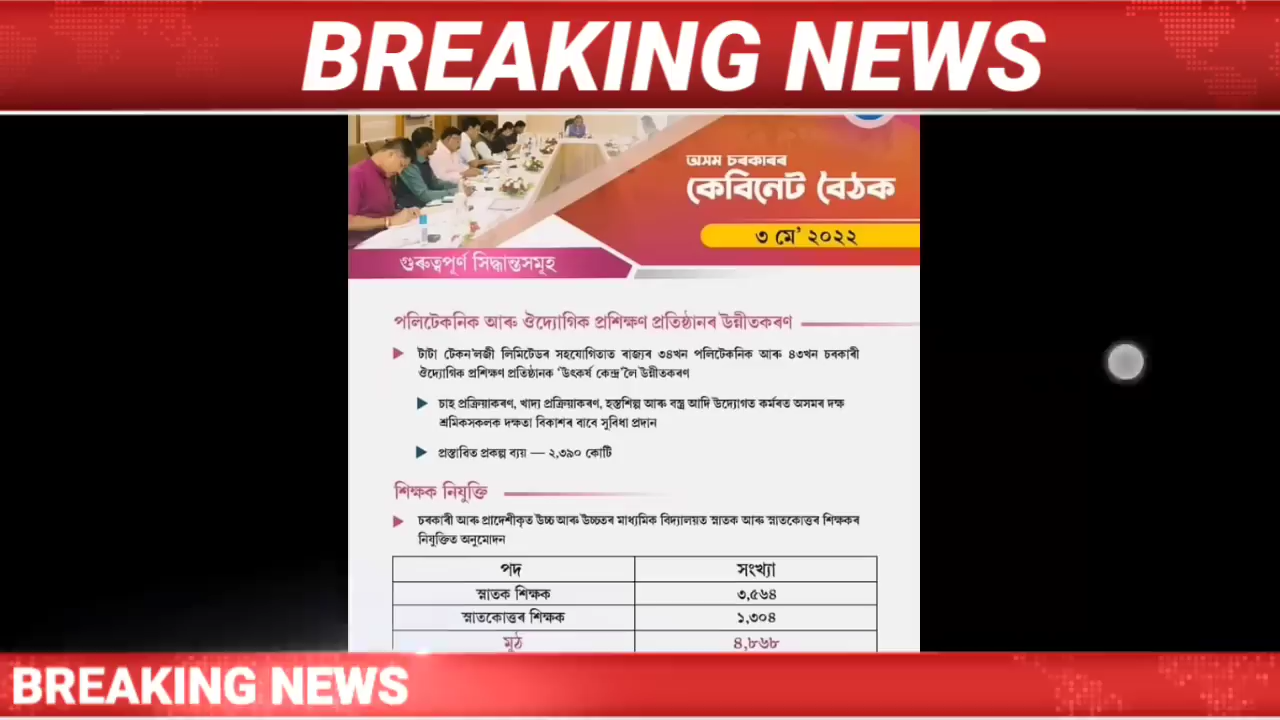 BREAKING NEWS
অসম চৰকাৰৰ
কেবিনেট বৈঠক
৩ মে' ২০২২
গুৰুত্বপূৰ্ণ সিদ্ধান্তসমূহ
পলিটেকনিক আৰু ঔদ্যোগিক প্ৰশিক্ষণ প্ৰতিষ্ঠানৰ উন্নীতকৰণ
টাটা টেকন'লজী লিমিটেডৰ সহযোগিতাত ৰাজ্যৰ ৩৪খন পলিটেকনিক আৰু ৪৩খন চৰকাৰী
ঔদ্যোগিক প্ৰশিক্ষণ প্ৰতিষ্ঠানক 'উৎকৰ্ষ কেন্দ্ৰ'লৈ উন্নীতকৰণ
চাহ প্ৰক্ৰিয়াকৰণ, খাদ্য প্ৰক্ৰিয়াকৰণ, হস্তশিল্প আৰু বস্ত্ৰ আদি উদ্যোগত কৰ্মৰত অসমৰ দক্ষ
শ্ৰমিকসকলক দক্ষতা বিকাশৰ বাবে সুবিধা প্ৰদান
প্ৰস্তাবিত প্ৰকল্প ব্যয় — ২,৩৯০ কোটি
শিক্ষক নিযুক্তি
চৰকাৰী আৰু প্ৰাদেশীকৃত উচ্চ আৰু উচ্চতৰ মাধ্যমিক বিদ্যালয়ত স্নাতক আৰু স্নাতকোত্তৰ শিক্ষকৰ
নিযুক্তিত অনুমোদন
পদ সংখ্যা
স্নাতক শিক্ষক ৩,৫৬৪
স্নাতকোত্তৰ শিক্ষক ১,৩০৪
মুঠ ৪,৮৬৮
BREAKING NEWS